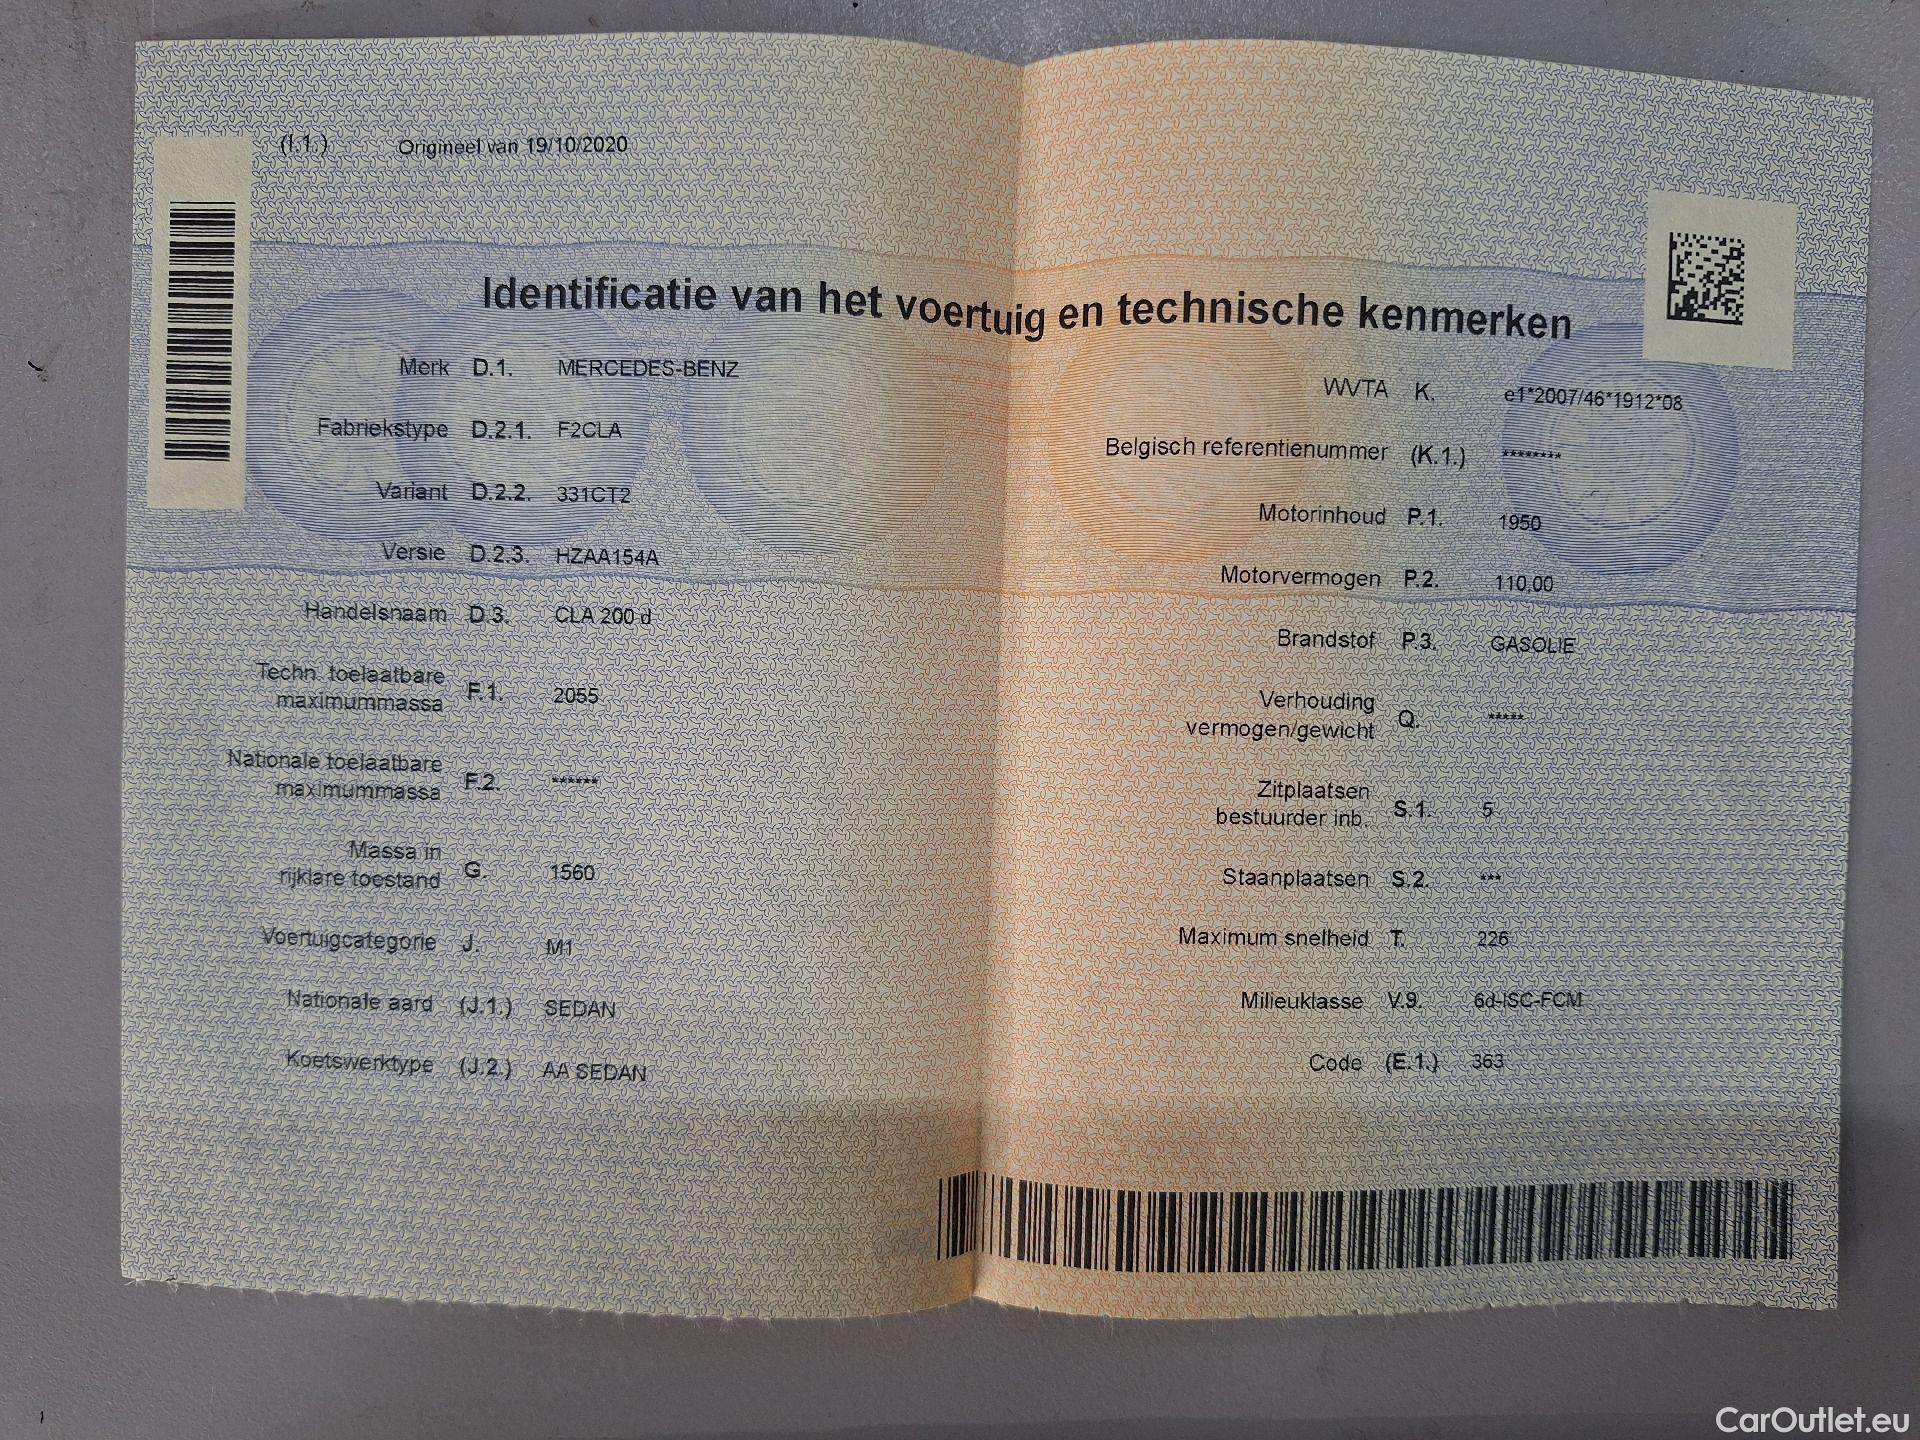 (I.1.) Origineel van 19/10/2020
Identificatie van het voertuig en technische kenmerken
Merk D.1. MERCEDES-BENZ
Fabriekstype D.2.1. F2CLA
Variant D.2.2. 331CT2
Versie D.2.3. HZAA154A
Handelsnaam D.3. CLA 200 d
Techn. toelaatbare
maximummassa F.1. 2055
Nationale toelaatbare
maximummassa F.2. ******
Massa in
rijklare toestand G. 1560
Voertuigcategorie J. M1
Nationale aard (J.1.) SEDAN
Koetswerktype (J.2.) AA SEDAN
WVTA K. e1*2007/46*1912*08
Belgisch referentienummer (K.1.) ********
Motorinhoud P.1. 1950
Motorvermogen P.2. 110,00
Brandstof P.3. GASOLIE
Verhouding
vermogen/gewicht Q. *****
Zitplaatsen
bestuurder inb. S.1. 5
Staanplaatsen S.2. ***
Maximum snelheid T. 226
Milieuklasse V.9. 6d-ISC-FCM
Code (E.1.) 363
CarOutlet.eu